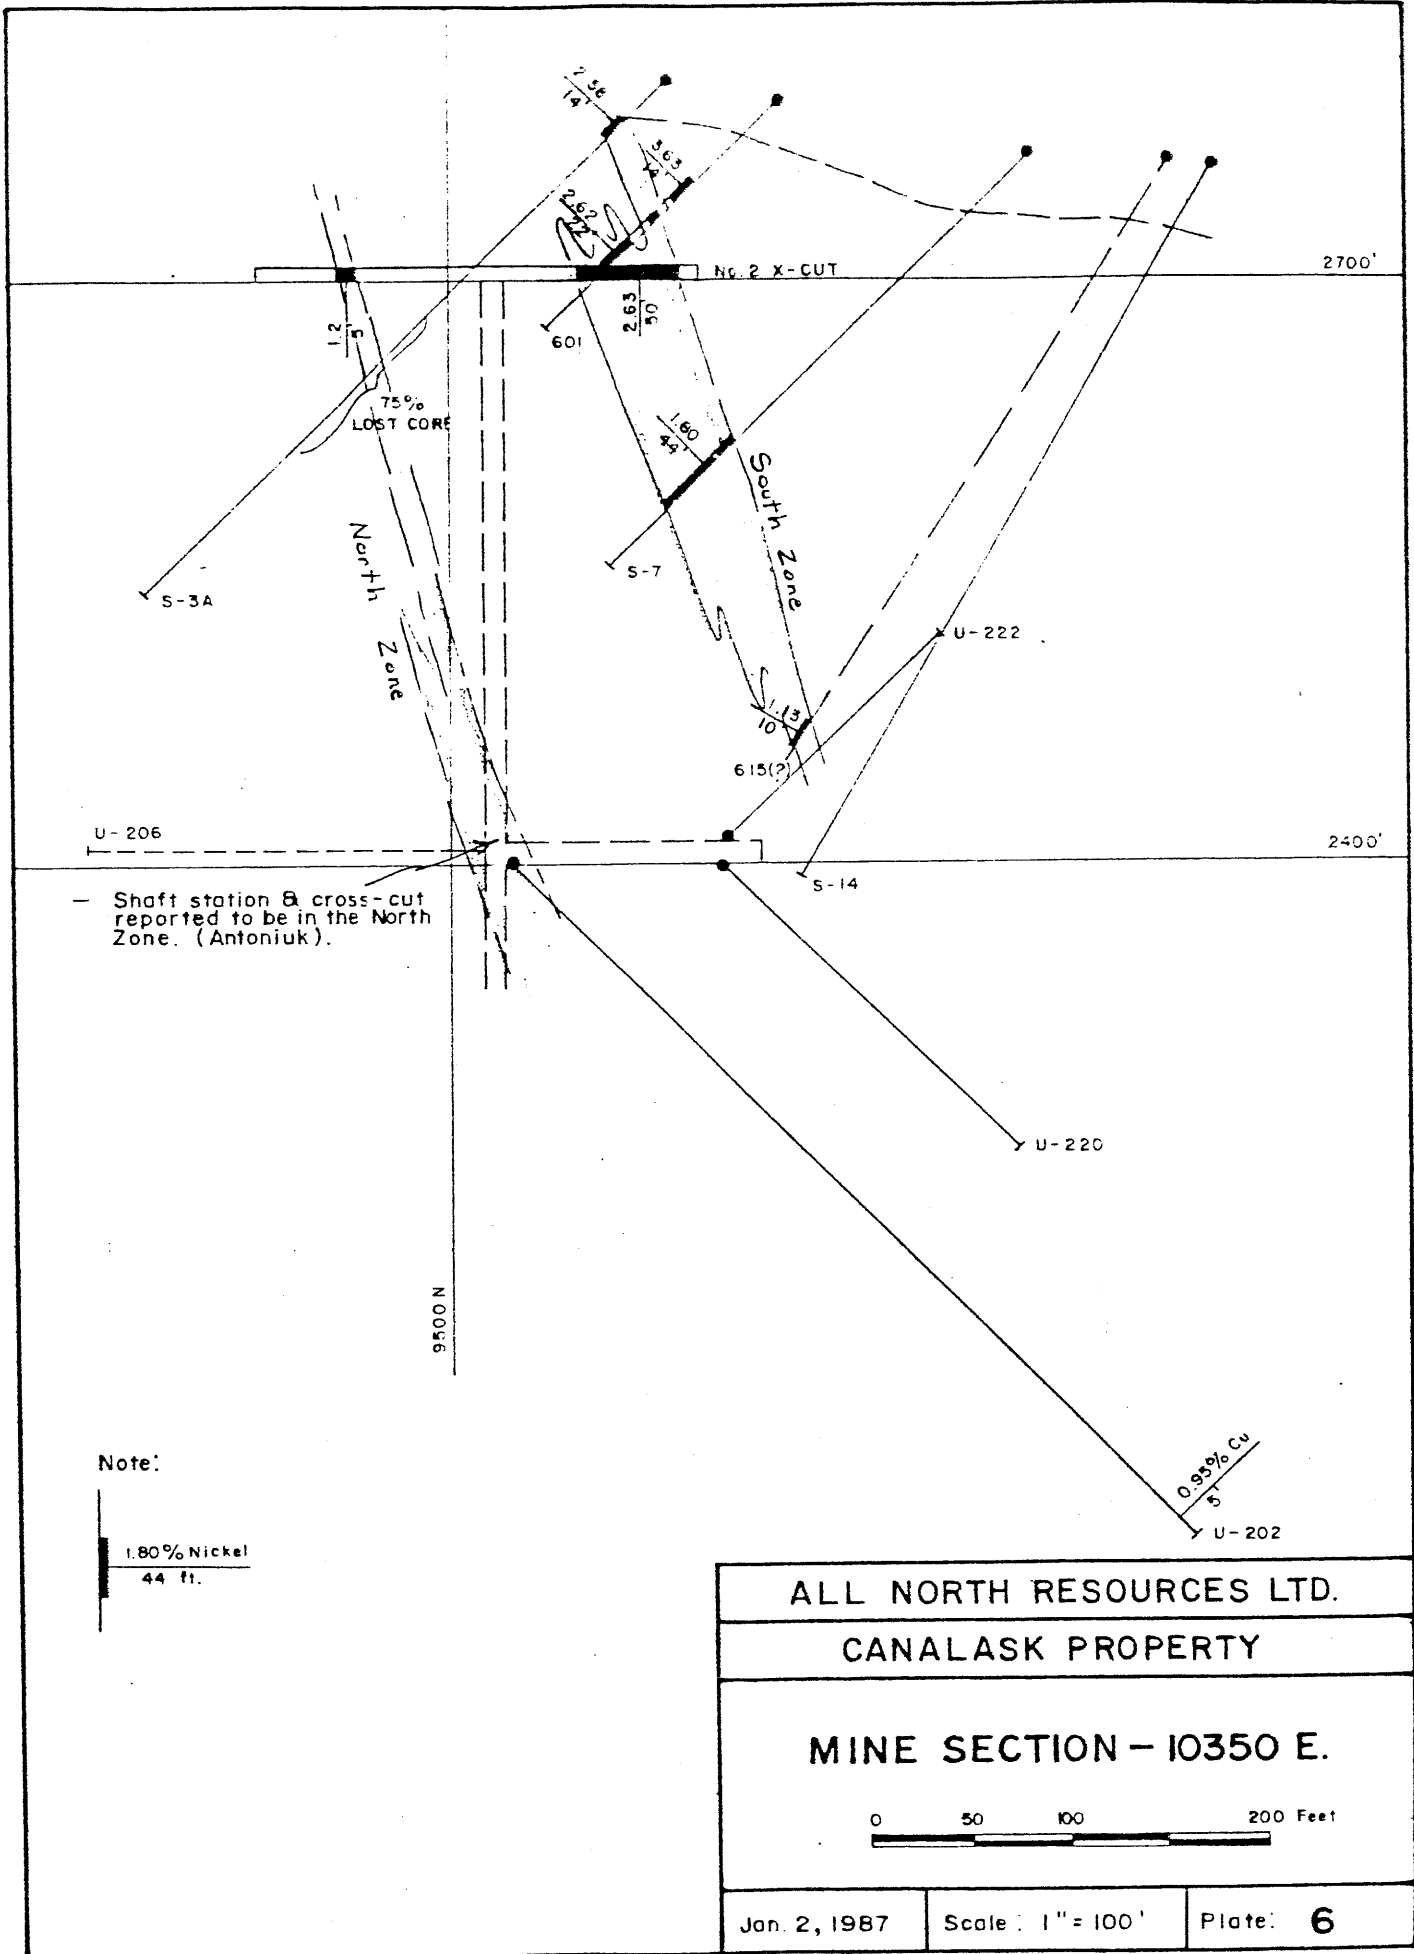 2.58
14'
3.63
14'
2.62
22'
No. 2 X-CUT
2700'
1.2
5'
601
2.63
50'
75%
LOST CORE
1.80
44'
South Zone
North Zone
S-7
S-3A
U-222
1.13
10'
615(?)
U-206
2400'
S-14
— Shaft station & cross-cut
reported to be in the North
Zone. (Antoniuk).
U-220
9500 N
0.95% Cu
5'
U-202
Note:
1.80% Nickel
44 ft.
ALL NORTH RESOURCES LTD.
CANALASK PROPERTY
MINE SECTION - 10350 E.
0 50 100 200 Feet
Jan. 2, 1987
Scale: 1" = 100'
Plate: 6